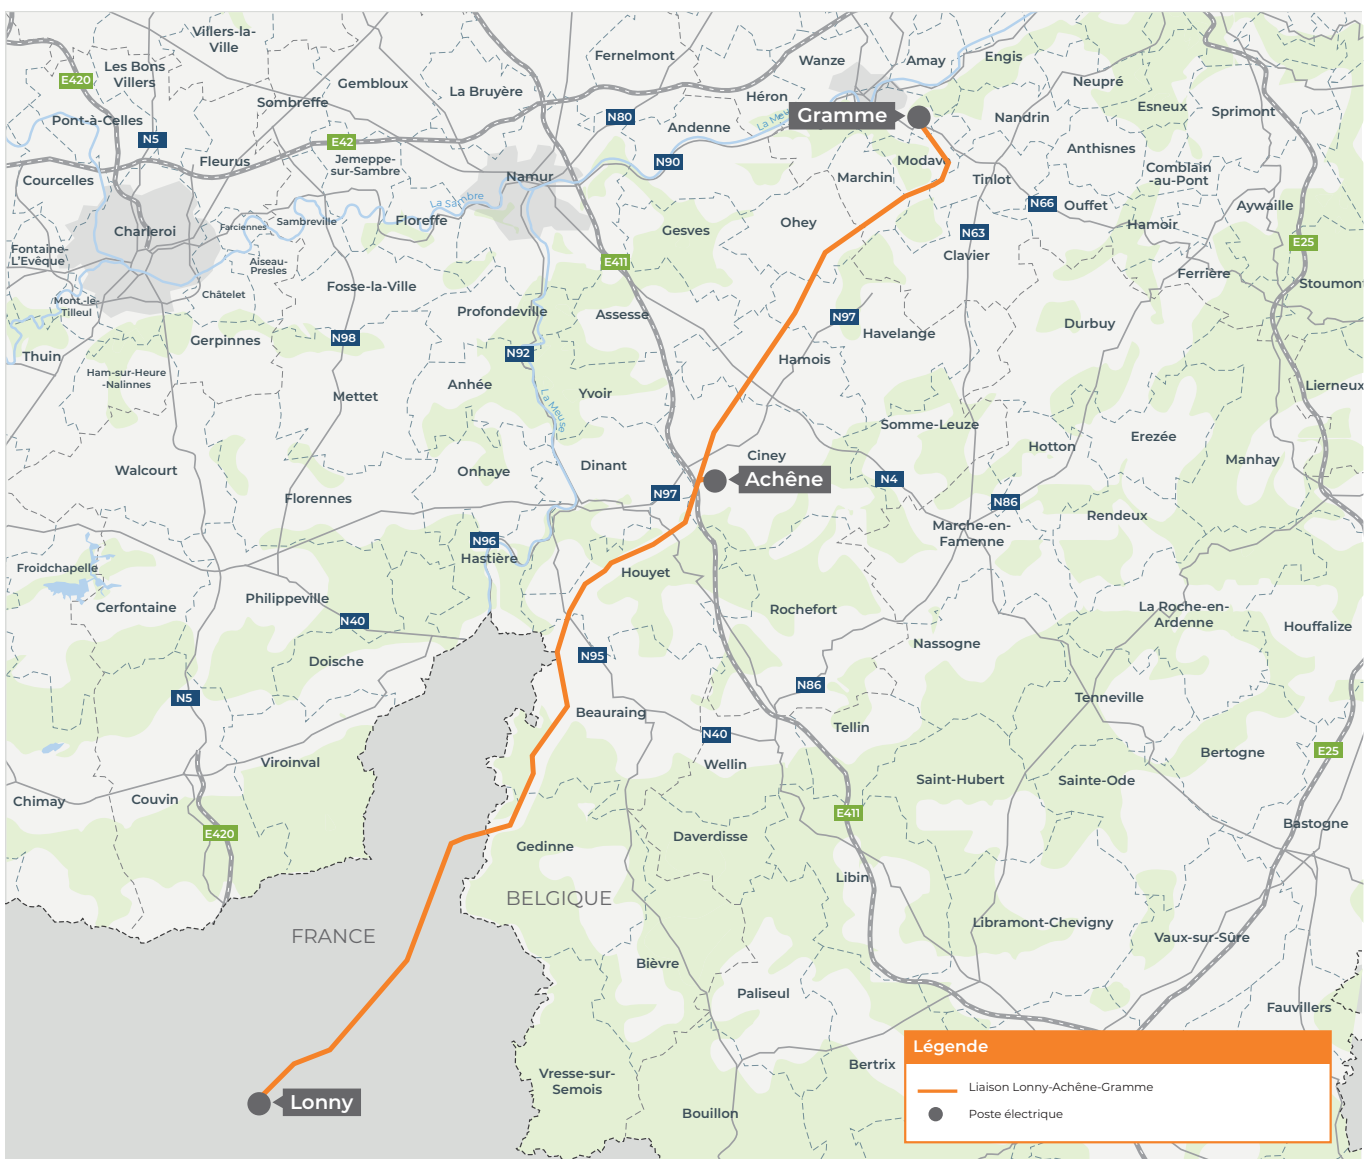 Villers-la-
Ville
Fernelmont
Wanze
Amay
Engis
Les Bons
Villers
E420
Gembloux
La Bruyère
Neupré
Héron
Sombreffe
Esneux
Sprimont
Pont-à-Celles
N5
E42
N80
Andenne
La Meu
Gramme
Nandrin
Anthisnes
Fleurus
Jemeppe-
sur-Sambre
N90
Modave
Comblain
-au-Pont
Courcelles
Namur
Marchin
Tinlot
La Sambre
N66
Ouffet
Aywaille
Charleroi
Farciennes
Sambreville
Floreffe
Gesves
Ohey
N63
Hamoir
E25
Fontaine-
L'Evêque
Aiseau-
Presles
E411
Clavier
Ferrière
Stoumont
Mont.-le-
Tilleul
Châtelet
Fosse-la-Ville
Profondeville
Assesse
N97
Durbuy
Thuin
Gerpinnes
N98
N92
Havelange
Hamois
Ham-sur-Heure
-Nalinnes
Mettet
Anhée
Yvoir
La Meuse
Lierneux
Somme-Leuze
Erezée
Hotton
Manhay
Walcourt
Onhaye
Dinant
Ciney
Achêne
N4
Florennes
N97
N86
Rendeux
Marche-en-
Famenne
N96
Hastière
Froidchapelle
Houyet
Cerfontaine
Philippeville
N40
Rochefort
La Roche-en-
Ardenne
Houffalize
Doische
N95
Nassogne
N5
N86
Tenneville
Beauraing
Tellin
N40
Viroinval
Wellin
Bertogne
E25
Saint-Hubert
Sainte-Ode
Chimay
Couvin
E420
E411
Bastogne
Gedinne
Daverdisse
Libin
BELGIQUE
FRANCE
Libramont-Chevigny
Vaux-sur-Sûre
Bièvre
Paliseul
Fauvillers
Vresse-sur-
Semois
Bertrix
Lonny
Bouillon
Légende
Liaison Lonny-Achêne-Gramme
Poste électrique